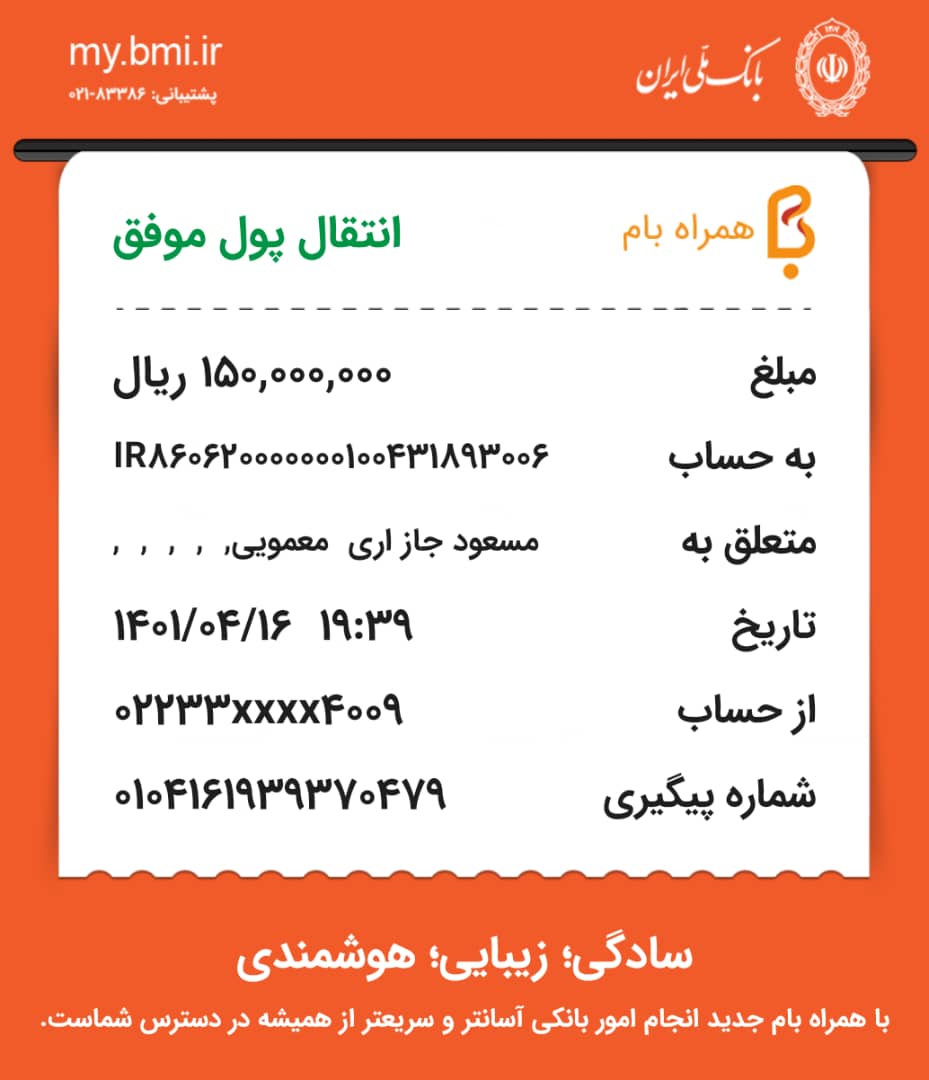 بانک ملی ایران
my.bmi.ir
پشتیبانی: ۸۳۳۸۶-۰۲۱
همراه بام
انتقال پول موفق
مبلغ ۱۵۰,۰۰۰,۰۰۰ ریال
به حساب IR۸۶۰۶۲۰۰۰۰۰۰۰۱۰۰۴۳۱۸۹۳۰۰۶
متعلق به مسعود جاز اری معمویی, , , , ,
تاریخ ۱۴۰۱/۰۴/۱۶ ۱۹:۳۹
از حساب ۰۲۲۳۳xxxx۴۰۰۹
شماره پیگیری ۰۱۰۴۱۶۱۹۳۹۳۷۰۴۷۹
سادگی؛ زیبایی؛ هوشمندی
با همراه بام جدید انجام امور بانکی آسانتر و سریعتر از همیشه در دسترس شماست.